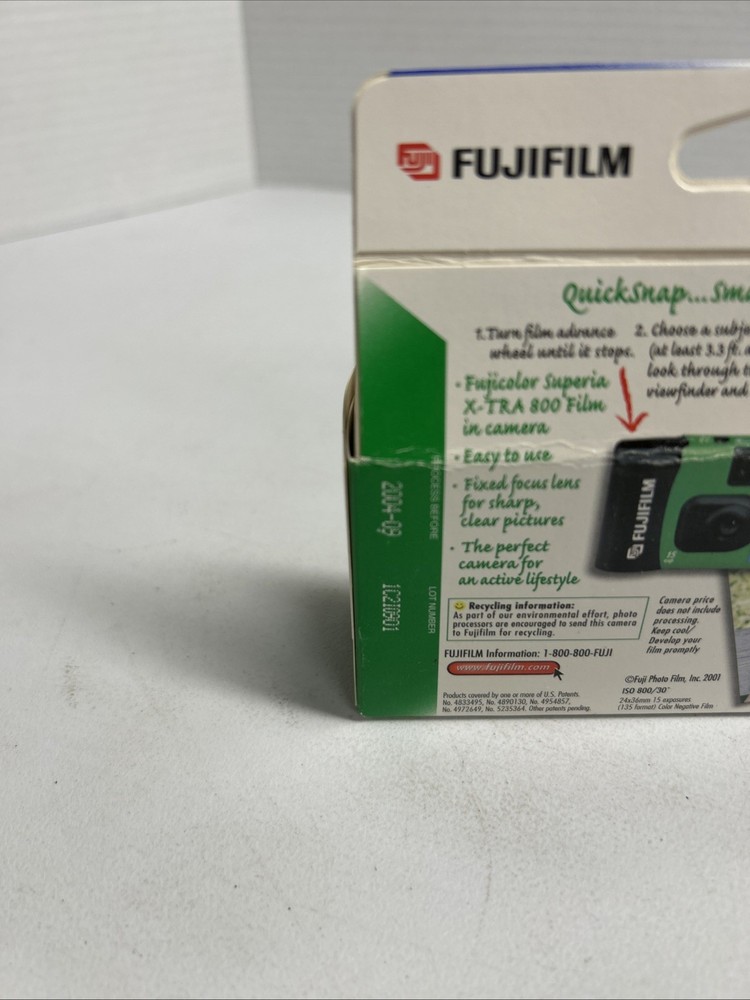 FUJI FUJIFILM
QuickSnap...
1. Turn film advance
wheel until it stops.
2. Choose a
(at least 3.3 ft.
look through
viewfinder and
• Fujicolor Superia
X-TRA 800 Film
in camera
• Easy to use
• Fixed focus lens
for sharp,
clear pictures
• The perfect
camera for
an active lifestyle
FUJIFILM
PROCESS BEFORE
2004-09
LOT NUMBER
Recycling information:
As part of our environmental effort, photo
processors are encouraged to send this camera
to Fujifilm for recycling.
Camera price
does not include
processing.
Keep cool/
Develop your
film promptly
FUJIFILM Information: 1-800-800-FUJI
www.fujifilm.com
©Fuji Photo Film, Inc. 2001
ISO 800/30°
24x36mm 15 exposures
(135 format) Color Negative Film
Products covered by one or more of U.S. Patents.
No. 4833495, No. 4890130, No. 4954857,
No. 4972649, No. 5235364. Other patents pending.